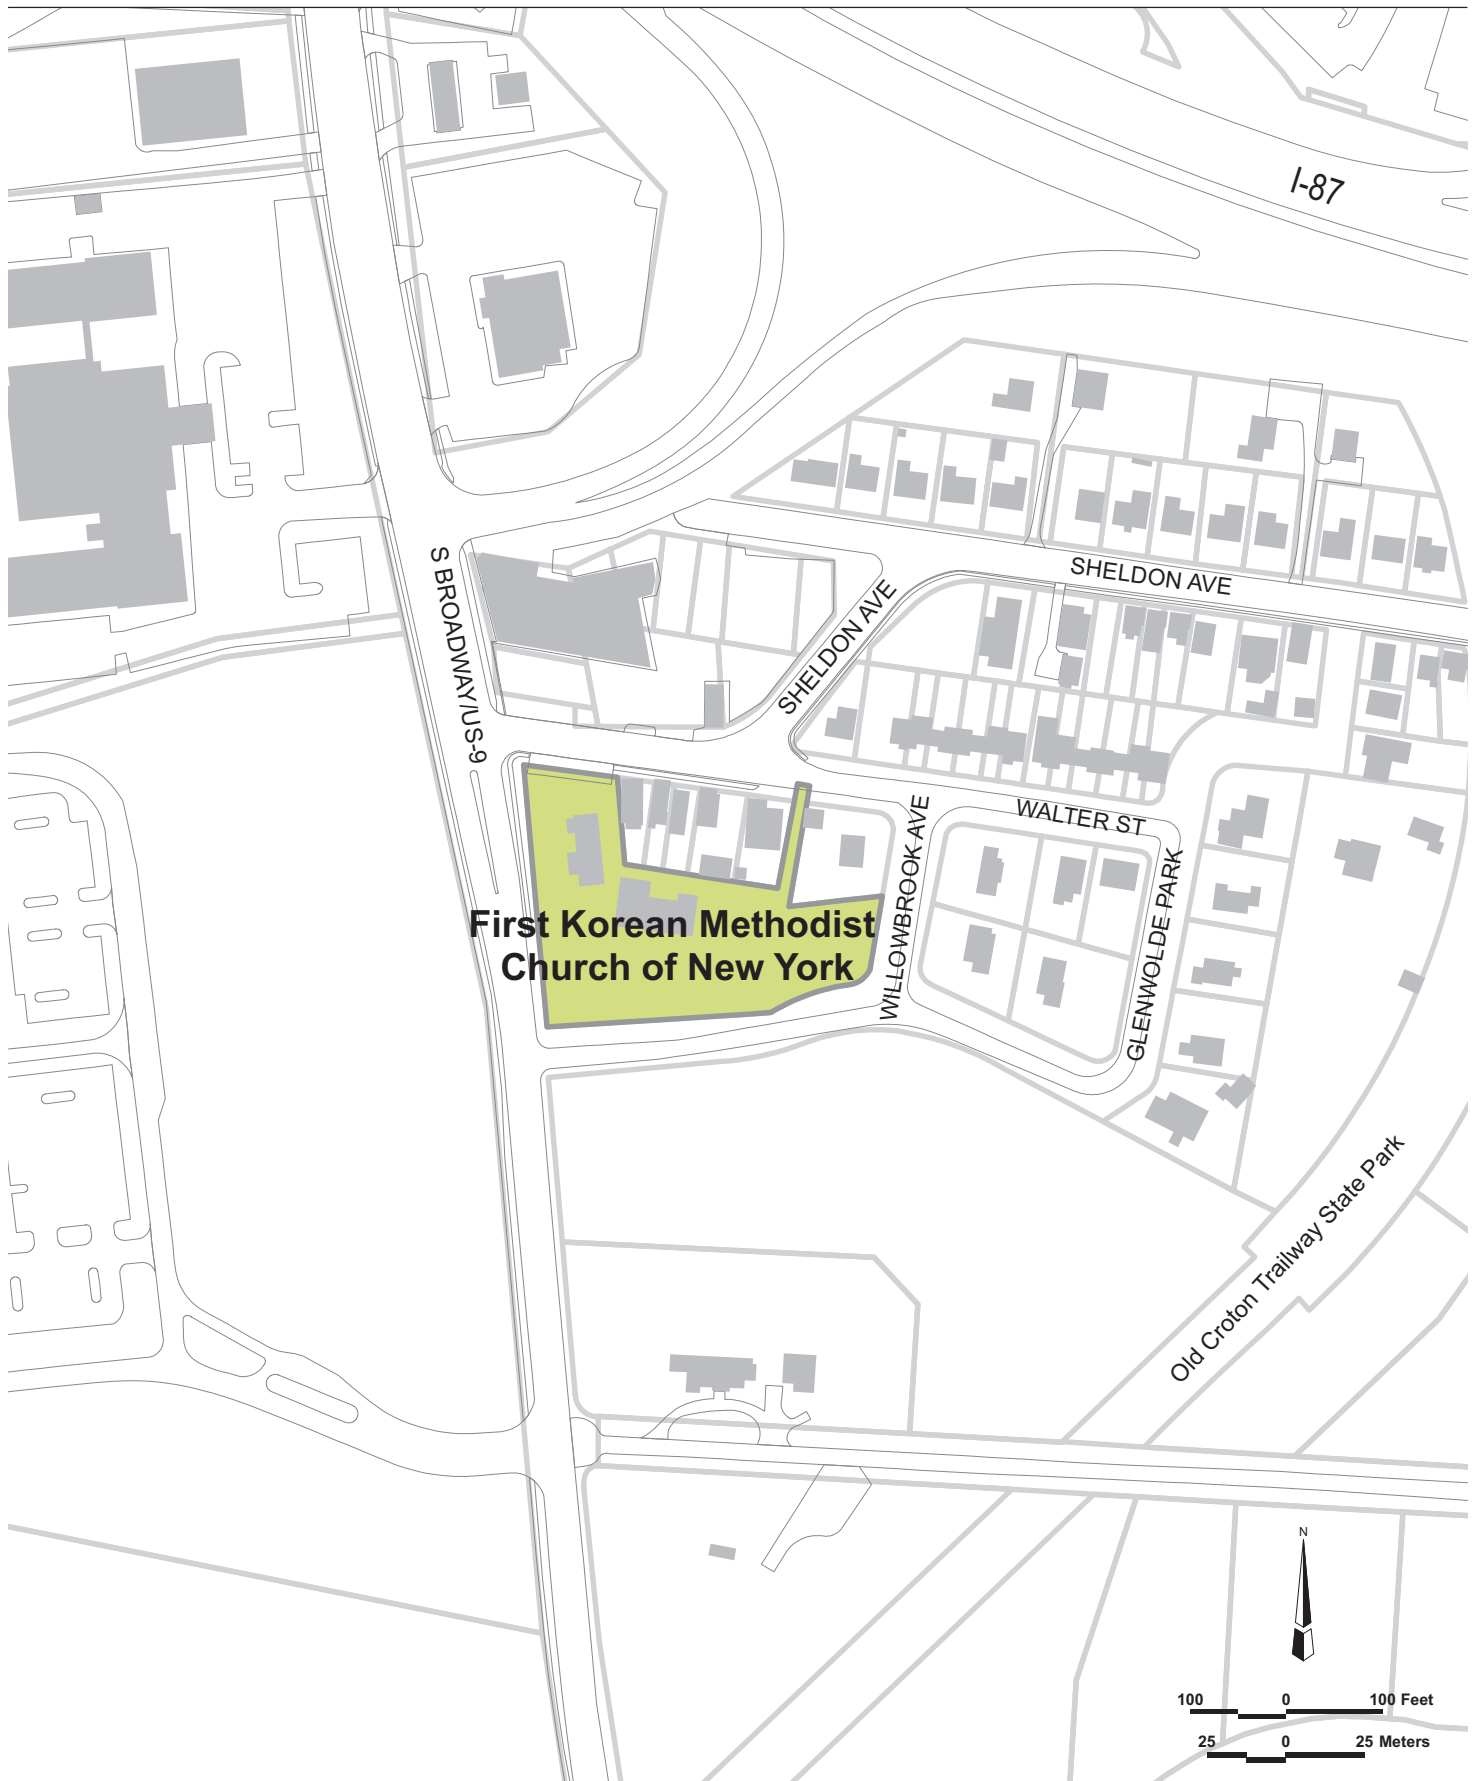 I-87
SHELDON AVE
S BROADWAY/US-9
SHELDON AVE
WALTER ST
WILLOWBROOK AVE
GLENWOLDE PARK
First Korean Methodist
Church of New York
Old Croton Trailway State Park
N
100 0 100 Feet
25 0 25 Meters